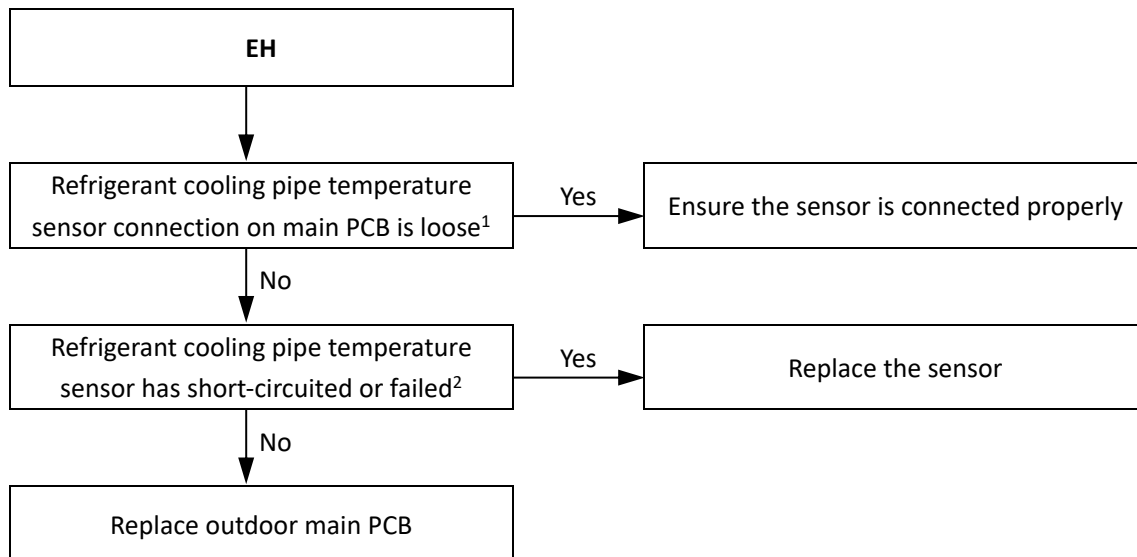 EH
Refrigerant cooling pipe temperature
sensor connection on main PCB is loose¹
Yes
Ensure the sensor is connected properly
No
Refrigerant cooling pipe temperature
sensor has short-circuited or failed²
Yes
Replace the sensor
No
Replace outdoor main PCB